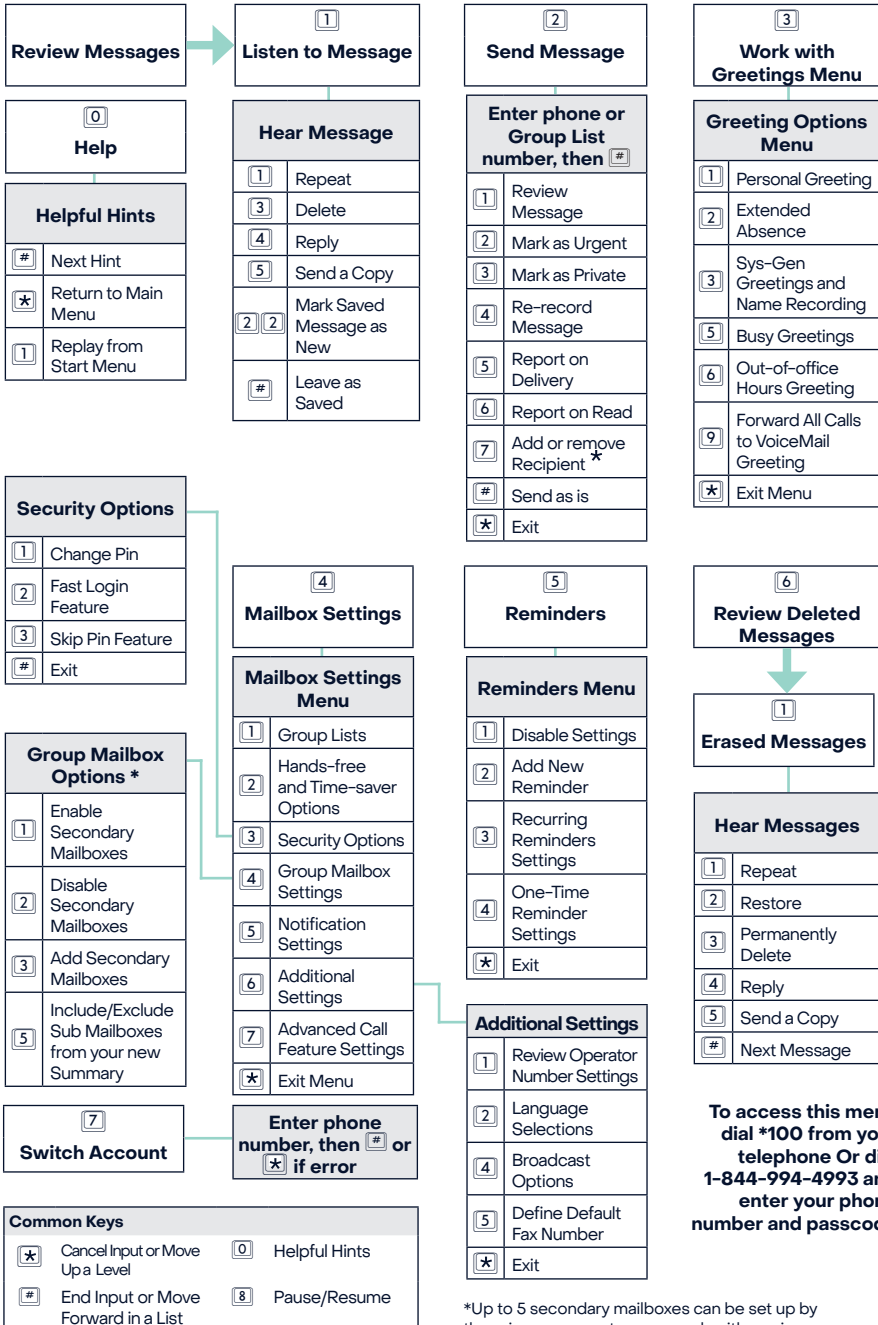 Review Messages
1
Listen to Message
2
Send Message
3
Work with
Greetings Menu
0
Help
Helpful Hints
# Next Hint
* Return to Main
Menu
1 Replay from
Start Menu
Hear Message
1 Repeat
3 Delete
4 Reply
5 Send a Copy
2 2 Mark Saved
Message as
New
# Leave as
Saved
Enter phone or
Group List
number, then #
1 Review
Message
2 Mark as Urgent
3 Mark as Private
4 Re-record
Message
5 Report on
Delivery
6 Report on Read
7 Add or remove
Recipient *
# Send as is
* Exit
Greeting Options
Menu
1 Personal Greeting
2 Extended
Absence
3 Sys-Gen
Greetings and
Name Recording
5 Busy Greetings
6 Out-of-office
Hours Greeting
9 Forward All Calls
to VoiceMail
Greeting
* Exit Menu
Security Options
1 Change Pin
2 Fast Login
Feature
3 Skip Pin Feature
# Exit
Group Mailbox
Options *
1 Enable
Secondary
Mailboxes
2 Disable
Secondary
Mailboxes
3 Add Secondary
Mailboxes
5 Include/Exclude
Sub Mailboxes
from your new
Summary
4
Mailbox Settings
Mailbox Settings
Menu
1 Group Lists
2 Hands-free
and Time-saver
Options
3 Security Options
4 Group Mailbox
Settings
5 Notification
Settings
6 Additional
Settings
7 Advanced Call
Feature Settings
* Exit Menu
5
Reminders
Reminders Menu
1 Disable Settings
2 Add New
Reminder
3 Recurring
Reminders
Settings
4 One-Time
Reminder
Settings
* Exit
6
Review Deleted
Messages
1
Erased Messages
Hear Messages
1 Repeat
2 Restore
3 Permanently
Delete
4 Reply
5 Send a Copy
# Next Message
Additional Settings
1 Review Operator
Number Settings
2 Language
Selections
4 Broadcast
Options
5 Define Default
Fax Number
* Exit
7
Switch Account
Enter phone
number, then # or
* if error
To access this
dial *100 from
telephone Or
1-844-994-4993
enter your
number and
Common Keys
* Cancel Input or Move
Up a Level
0 Helpful Hints
# End Input or Move
Forward in a List
8 Pause/Resume
*Up to 5 secondary mailboxes can be set up by